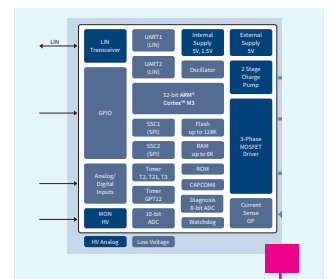 LIN
LIN
Transceiver
UART1
(LIN)
Internal
Supply
5V, 1.5V
External
Supply
5V
UART2
(LIN)
Oscillator
2 Stage
Charge
Pump
GPIO
32-bit ARM®
Cortex™ M3
SSC1
(SPI)
Flash
up to 128K
3-Phase
MOSFET
Driver
SSC2
(SPI)
RAM
up to 6K
Analog/
Digital
Inputs
Timer
T2, T21, T3
ROM
CAPCOM6
Timer
GPT12
Diagnosis
8-bit ADC
Current
Sense
OP
MON
HV
10-bit
ADC
Watchdog
HV Analog
Low Voltage